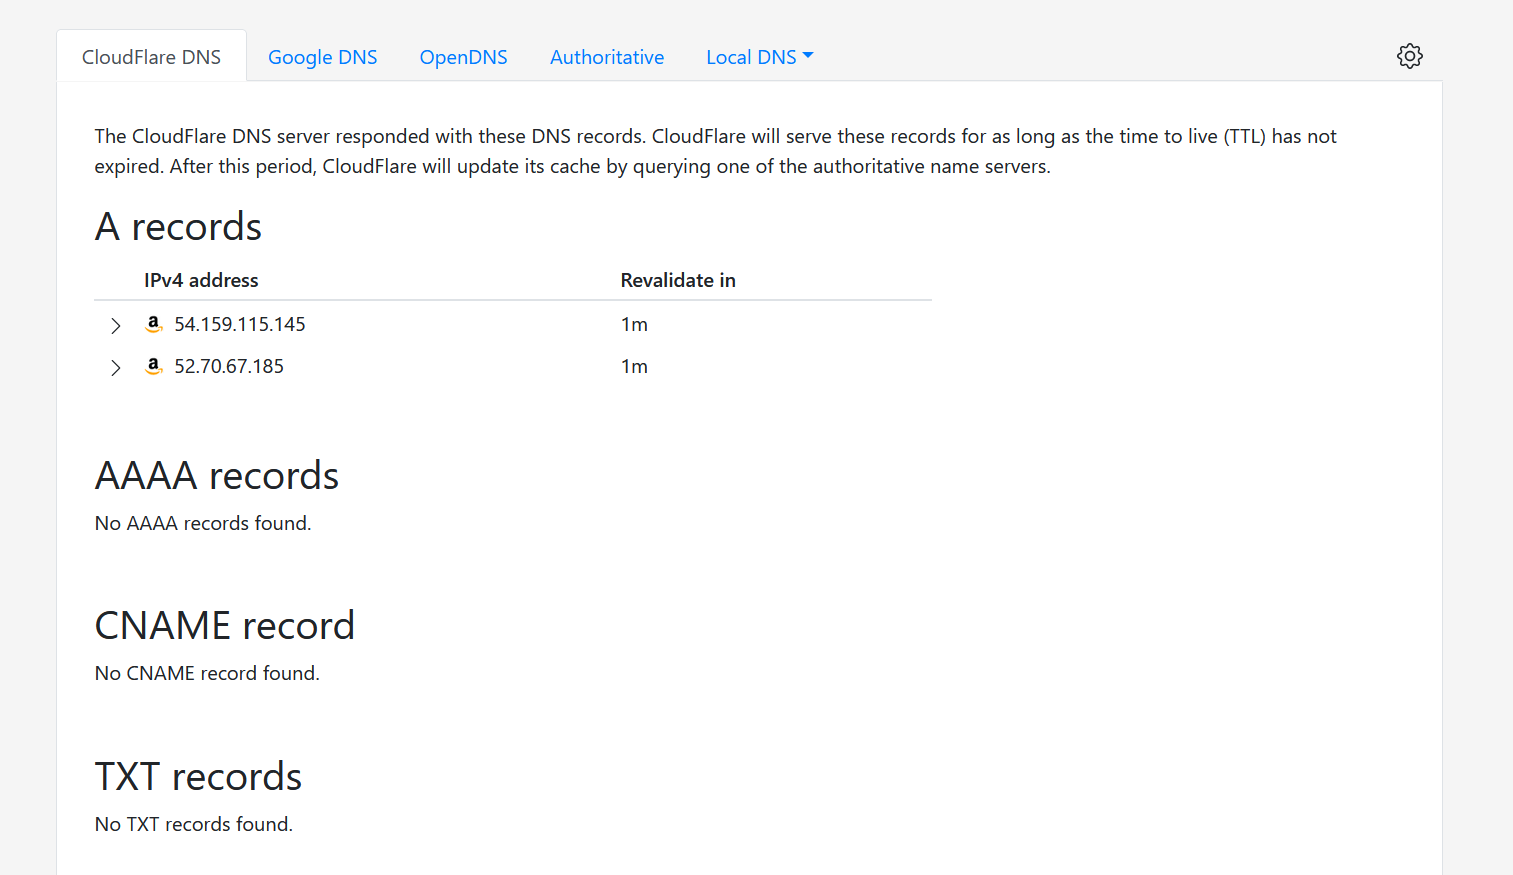 CloudFlare DNS Google DNS OpenDNS Authoritative Local DNS
The CloudFlare DNS server responded with these DNS records. CloudFlare will serve these records for as long as the time to live (TTL) has not
expired. After this period, CloudFlare will update its cache by querying one of the authoritative name servers.
A records
IPv4 address Revalidate in
a 54.159.115.145 1m
a 52.70.67.185 1m
AAAA records
No AAAA records found.
CNAME record
No CNAME record found.
TXT records
No TXT records found.